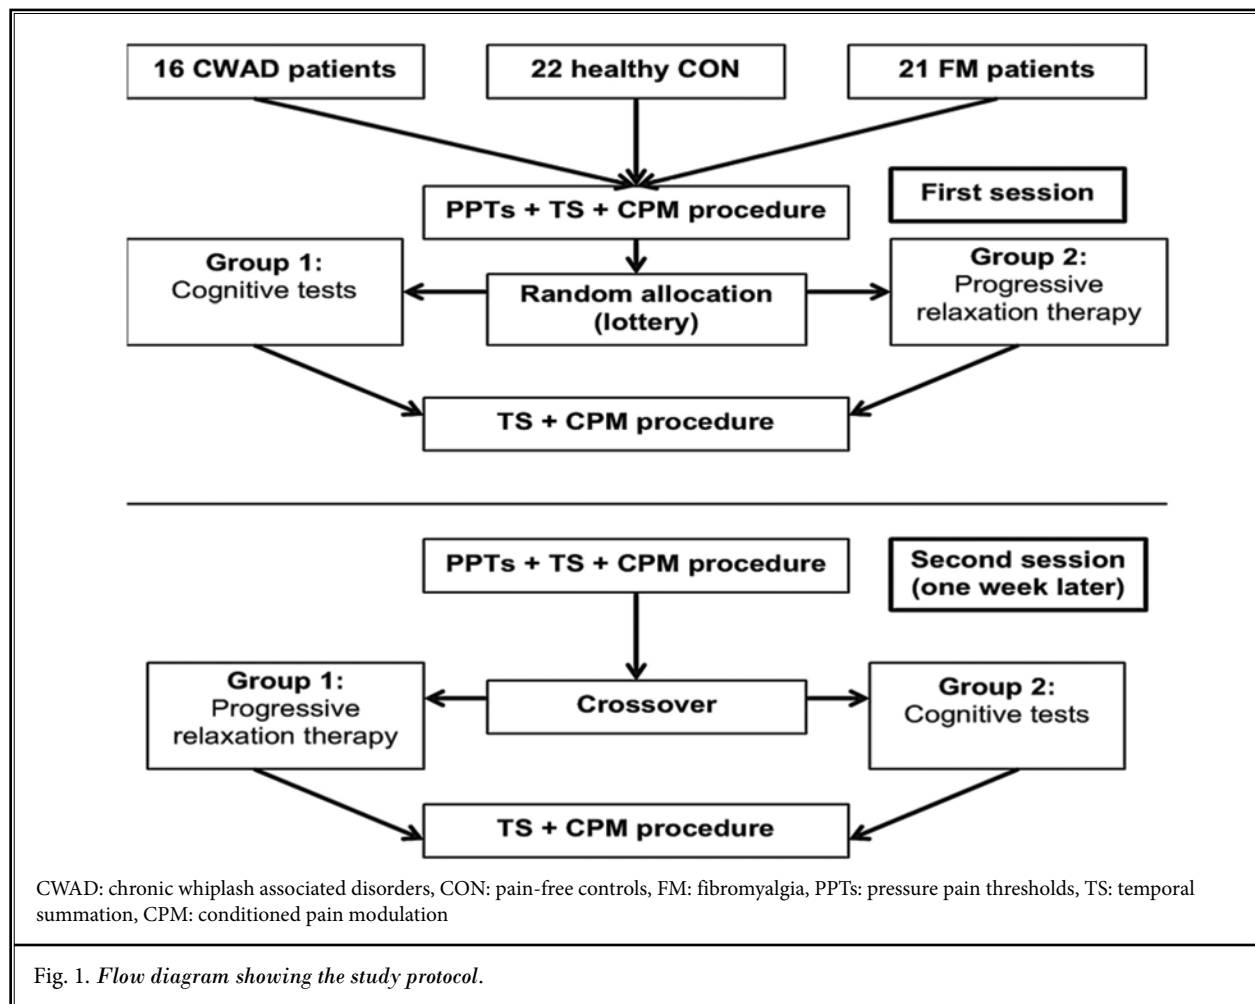 16 CWAD patients
22 healthy CON
21 FM patients
PPTs + TS + CPM procedure
First session
Group 1:
Cognitive tests
Random allocation
(lottery)
Group 2:
Progressive
relaxation therapy
TS + CPM procedure
PPTs + TS + CPM procedure
Second session
(one week later)
Group 1:
Progressive
relaxation therapy
Crossover
Group 2:
Cognitive tests
TS + CPM procedure
CWAD: chronic whiplash associated disorders, CON: pain-free controls, FM: fibromyalgia, PPTs: pressure pain thresholds, TS: temporal
summation, CPM: conditioned pain modulation
Fig. 1. Flow diagram showing the study protocol.